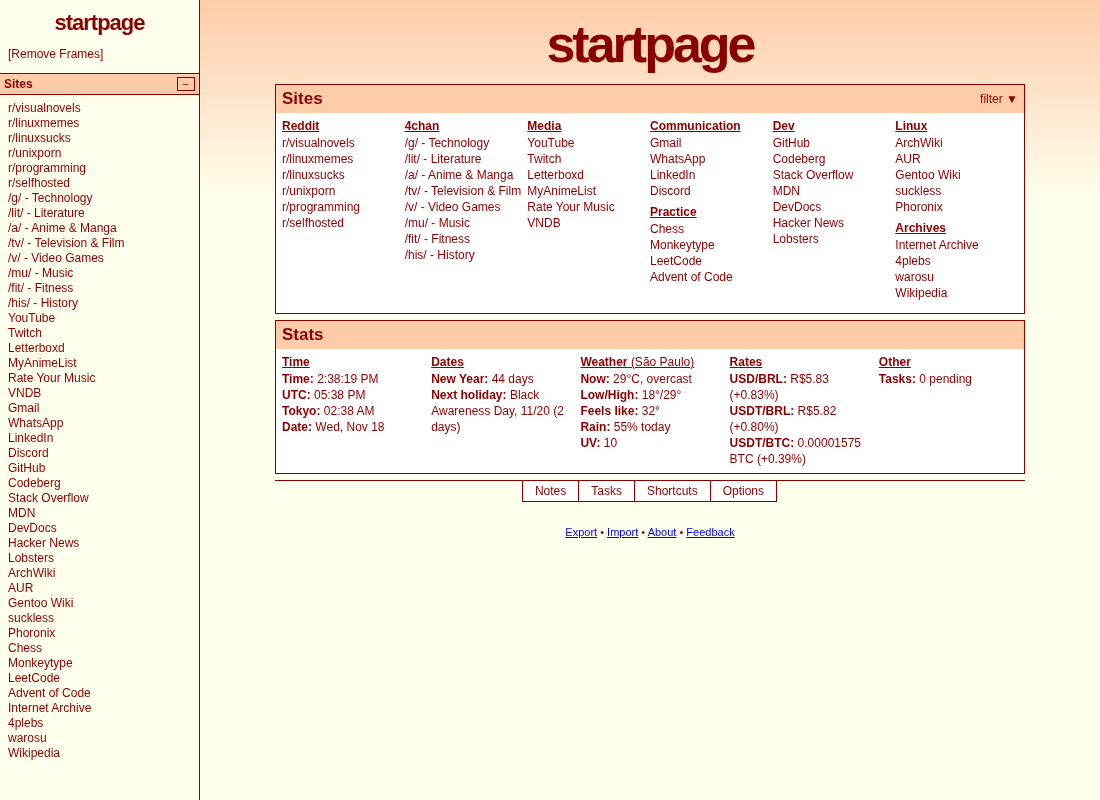 startpage
[Remove Frames]
Sites
–
r/visualnovels
r/linuxmemes
r/linuxsucks
r/unixporn
r/programming
r/selfhosted
/g/ - Technology
/lit/ - Literature
/a/ - Anime & Manga
/tv/ - Television & Film
/v/ - Video Games
/mu/ - Music
/fit/ - Fitness
/his/ - History
YouTube
Twitch
Letterboxd
MyAnimeList
Rate Your Music
VNDB
Gmail
WhatsApp
LinkedIn
Discord
GitHub
Codeberg
Stack Overflow
MDN
DevDocs
Hacker News
Lobsters
ArchWiki
AUR
Gentoo Wiki
suckless
Phoronix
Chess
Monkeytype
LeetCode
Advent of Code
Internet Archive
4plebs
warosu
Wikipedia
startpage
Sites
filter ▼
Reddit
r/visualnovels
r/linuxmemes
r/linuxsucks
r/unixporn
r/programming
r/selfhosted
4chan
/g/ - Technology
/lit/ - Literature
/a/ - Anime & Manga
/tv/ - Television & Film
/v/ - Video Games
/mu/ - Music
/fit/ - Fitness
/his/ - History
Media
YouTube
Twitch
Letterboxd
MyAnimeList
Rate Your Music
VNDB
Communication
Gmail
WhatsApp
LinkedIn
Discord
Practice
Chess
Monkeytype
LeetCode
Advent of Code
Dev
GitHub
Codeberg
Stack Overflow
MDN
DevDocs
Hacker News
Lobsters
Linux
ArchWiki
AUR
Gentoo Wiki
suckless
Phoronix
Archives
Internet Archive
4plebs
warosu
Wikipedia
Stats
Time
Time: 2:38:19 PM
UTC: 05:38 PM
Tokyo: 02:38 AM
Date: Wed, Nov 18
Dates
New Year: 44 days
Next holiday: Black
Awareness Day, 11/20 (2
days)
Weather (São Paulo)
Now: 29°C, overcast
Low/High: 18°/29°
Feels like: 32°
Rain: 55% today
UV: 10
Rates
USD/BRL: R$5.83
(+0.83%)
USDT/BRL: R$5.82
(+0.80%)
USDT/BTC: 0.00001575
BTC (+0.39%)
Other
Tasks: 0 pending
Notes
Tasks
Shortcuts
Options
Export • Import • About • Feedback